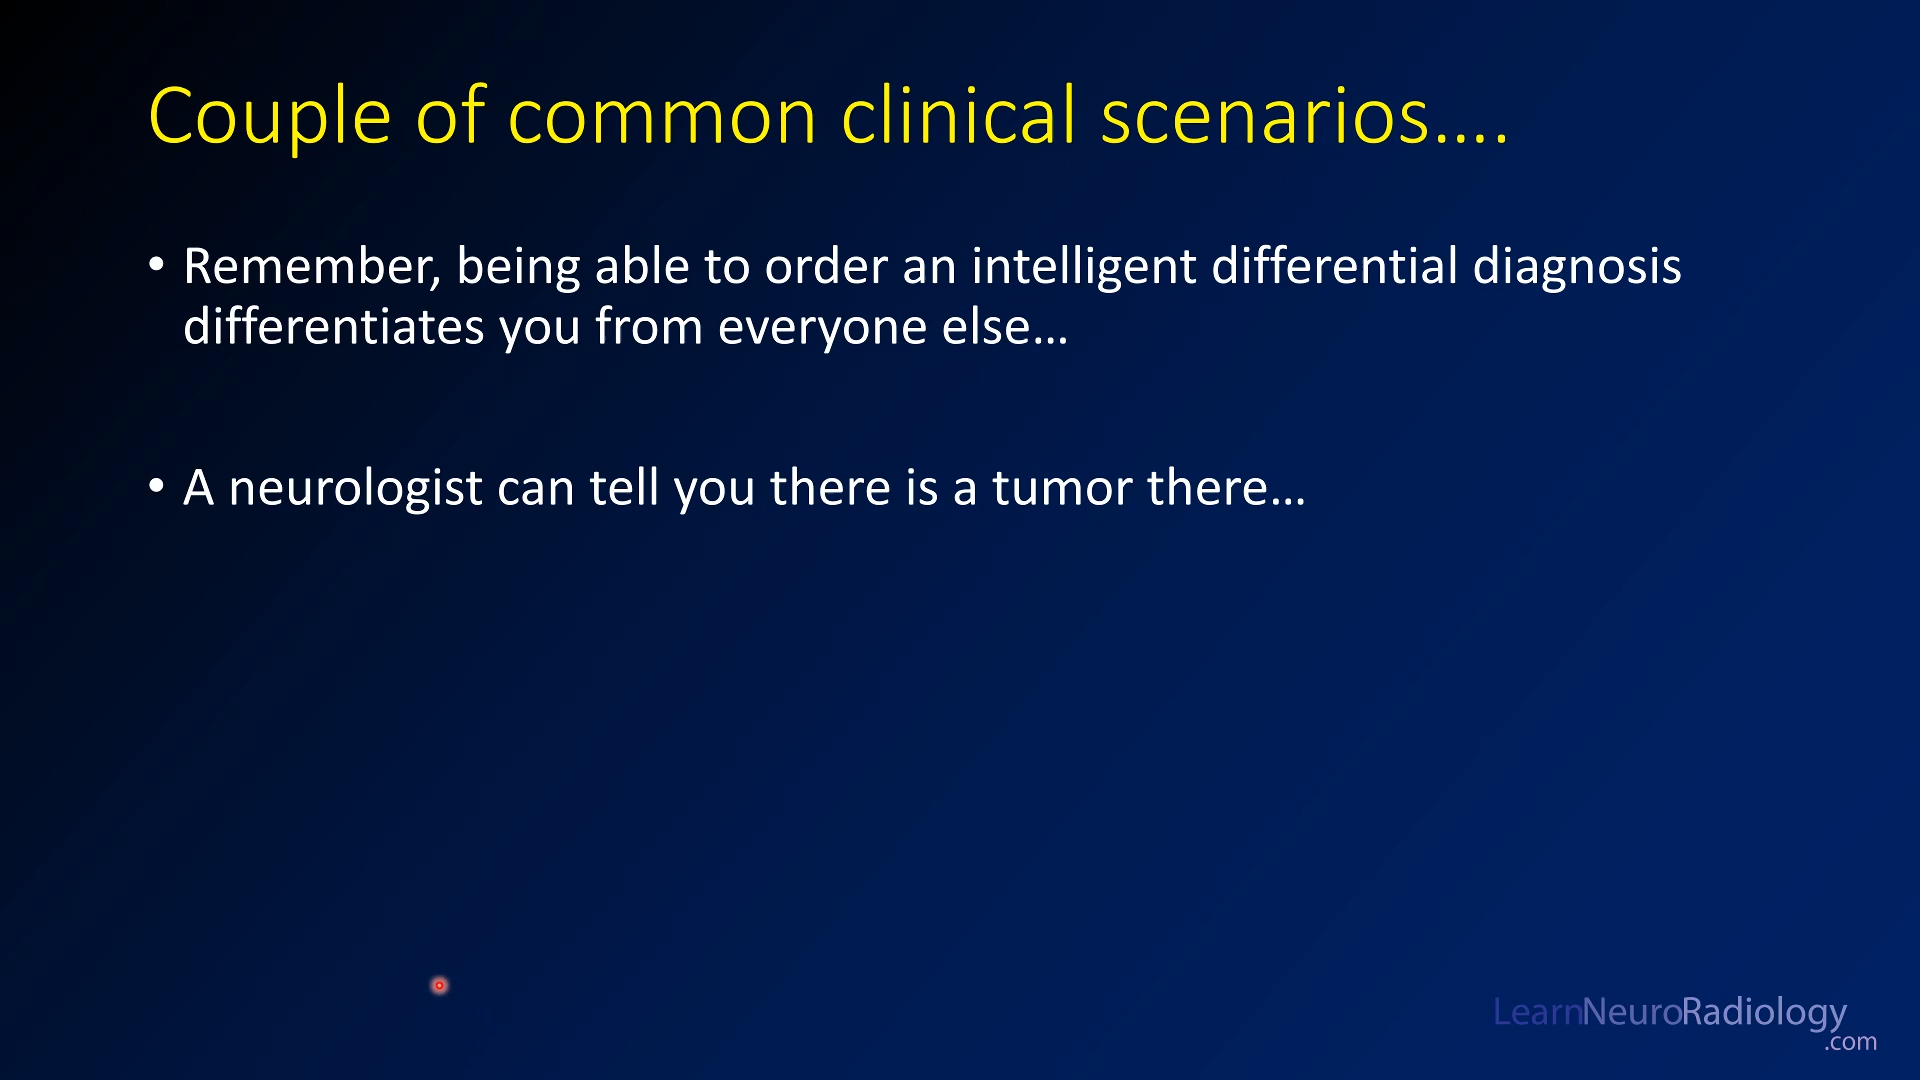 Couple of common clinical scenarios....
• Remember, being able to order an intelligent differential diagnosis
differentiates you from everyone else…
• A neurologist can tell you there is a tumor there…
LearnNeuroRadiology
.com